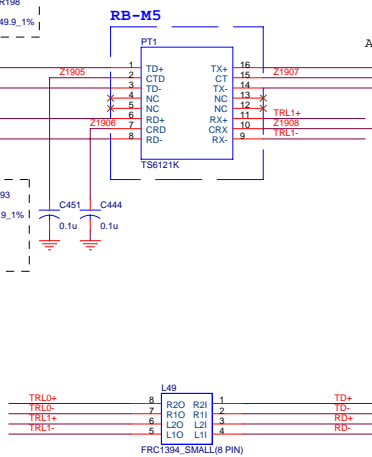 R198
49.9_1%
RB-M5
PT1
A
1 TD+ TX+ 16
Z1905 2 CTD CT 15 Z1907
3 TD- TX- 14
4 NC NC 13
5 NC NC 12
6 RD+ RX+ 11 TRL1+
Z1906 7 CRD CRX 10 Z1908
8 RD- RX- 9 TRL1-
TS6121K
93
.9_1%
C451 C444
0.1u 0.1u
L49
TRL0+ 8 R2O R2I 1 TD+
TRL0- 7 R1O R1I 2 TD-
TRL1+ 6 L2O L2I 3 RD+
TRL1- 5 L1O L1I 4 RD-
FRC1394_SMALL(8 PIN)